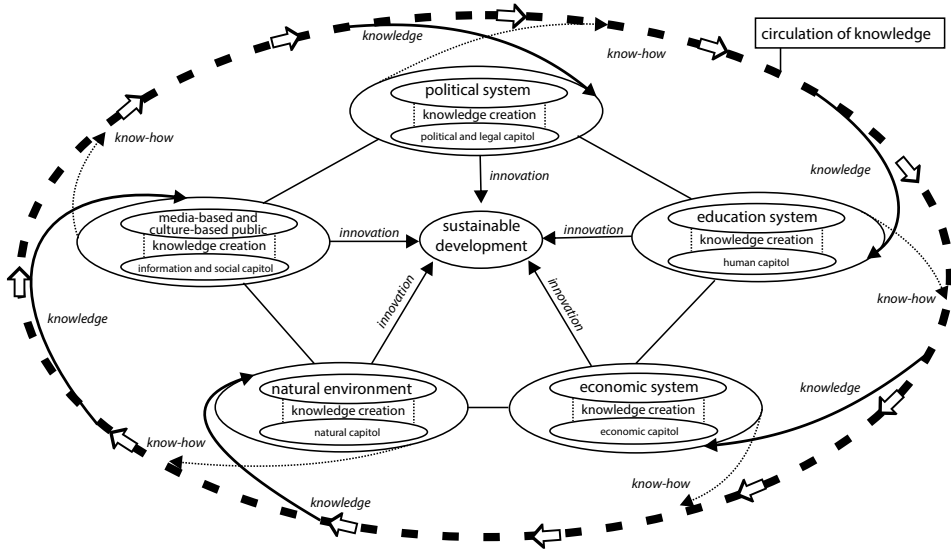 knowledge
know-how
circulation of knowledge
political system
knowledge creation
political and legal capitol
innovation
know-how
knowledge
media-based and
culture-based public
knowledge creation
information and social capitol
innovation
sustainable
development
innovation
education system
knowledge creation
human capitol
know-how
knowledge
innovation
innovation
natural environment
knowledge creation
natural capitol
economic system
knowledge creation
economic capitol
knowledge
know-how
knowledge
know-how